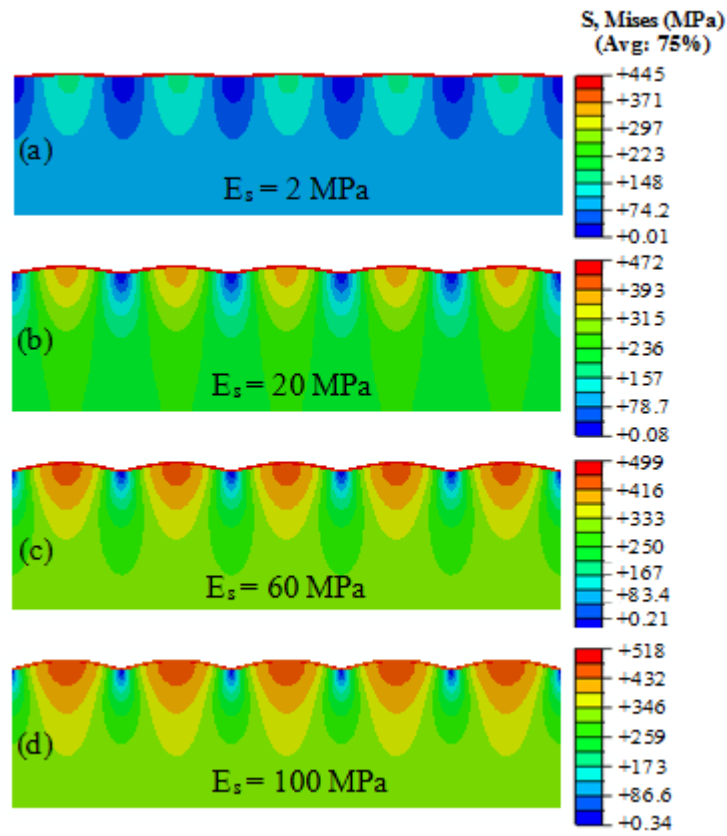 S, Mises (MPa)
(Avg: 75%)
+445
+371
+297
+223
+148
+74.2
+0.01
(a)
Eₛ = 2 MPa
+472
+393
+315
+236
+157
+78.7
+0.08
(b)
Eₛ = 20 MPa
+499
+416
+333
+250
+167
+83.4
+0.21
(c)
Eₛ = 60 MPa
+518
+432
+346
+259
+173
+86.6
+0.34
(d)
Eₛ = 100 MPa